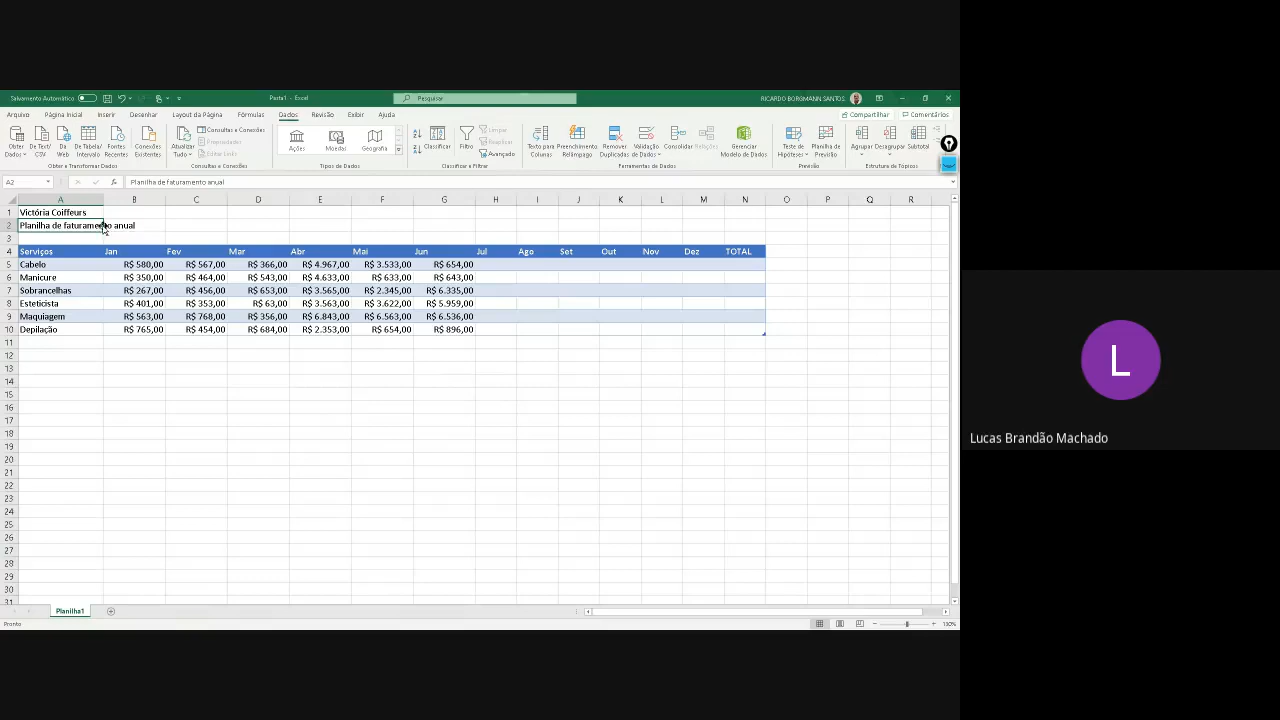 Salvamento Automático
Pasta1 - Excel
Pesquisar
RICARDO BORGMANN SANTOS
Arquivo Página Inicial Inserir Desenhar Layout da Página Fórmulas Dados Revisão Exibir Ajuda
Compartilhar Comentários
Obter Dados De Text/CSV Da Web De Tabela/Intervalo Fontes Recentes Conexões Existentes
Atualizar Tudo Consultas e Conexões Propriedades Editar Links
Ações Moedas Geografia
Classificar Filtro Limpar Reaplicar Avançado
Texto para Colunas Preenchimento Relâmpago Remover Duplicatas Validação de Dados Consolidar Relações Gerenciar Modelo de Dados
Teste de Hipóteses Planilha de Previsão Agrupar Desagrupar Subtotal
Obter e Transformar Dados Consultas e Conexões Tipos de Dados Classificar e Filtrar Ferramentas de Dados Previsão Estrutura de Tópicos
A2 Planilha de faturamento anual
A B C D E F G H I J K L M N O P Q R
1 Victória Coiffeurs
2 Planilha de faturamento anual
3
4 Serviços Jan Fev Mar Abr Mai Jun Jul Ago Set Out Nov Dez TOTAL
5 Cabelo R$ 580,00 R$ 567,00 R$ 366,00 R$ 4.967,00 R$ 3.533,00 R$ 654,00
6 Manicure R$ 350,00 R$ 464,00 R$ 543,00 R$ 4.633,00 R$ 633,00 R$ 643,00
7 Sobrancelhas R$ 267,00 R$ 456,00 R$ 653,00 R$ 3.565,00 R$ 2.345,00 R$ 6.335,00
8 Esteticista R$ 401,00 R$ 353,00 R$ 63,00 R$ 3.563,00 R$ 3.622,00 R$ 5.959,00
9 Maquiagem R$ 563,00 R$ 768,00 R$ 356,00 R$ 6.843,00 R$ 6.563,00 R$ 6.536,00
10 Depilação R$ 765,00 R$ 454,00 R$ 684,00 R$ 2.353,00 R$ 654,00 R$ 896,00
11
12
13
14
15
16
17
18
19
20
21
22
23
24
25
26
27
28
29
30
31
Planilha1
Pronto
130%
L
Lucas Brandão Machado